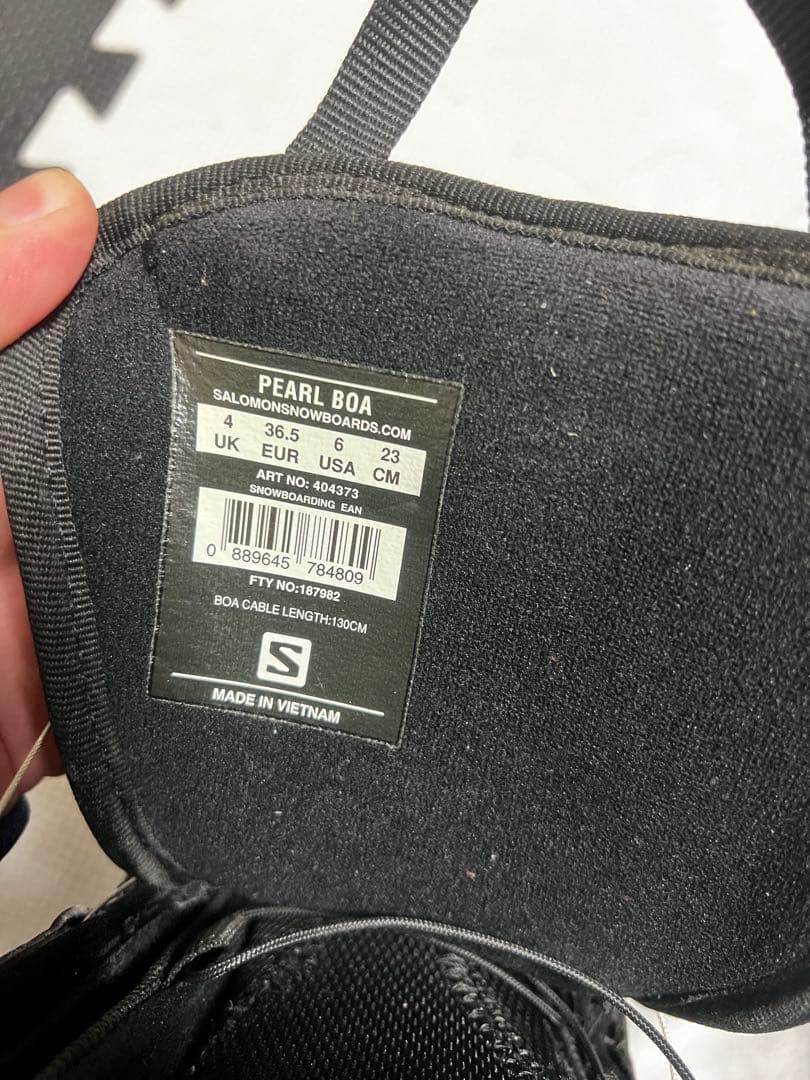 PEARL BOA
SALOMONSNOWBOARDS.COM
4 36.5 6 23
UK EUR USA CM
ART NO: 404373
SNOWBOARDING EAN
0 889645 784809
FTY NO:187982
BOA CABLE LENGTH:130CM
S
MADE IN VIETNAM